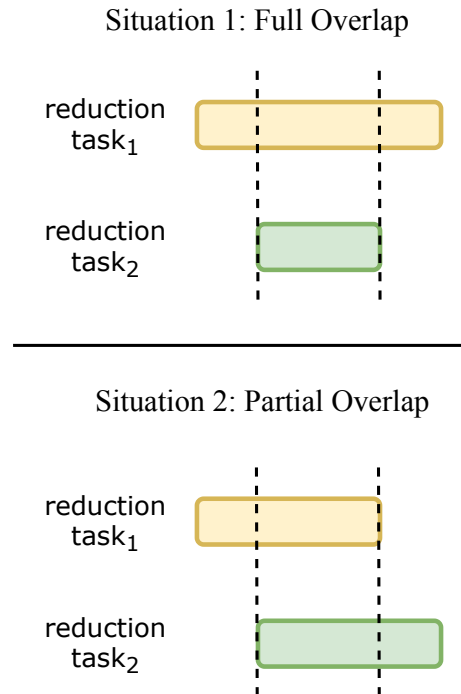 Situation 1: Full Overlap
reduction
task₁
reduction
task₂
Situation 2: Partial Overlap
reduction
task₁
reduction
task₂